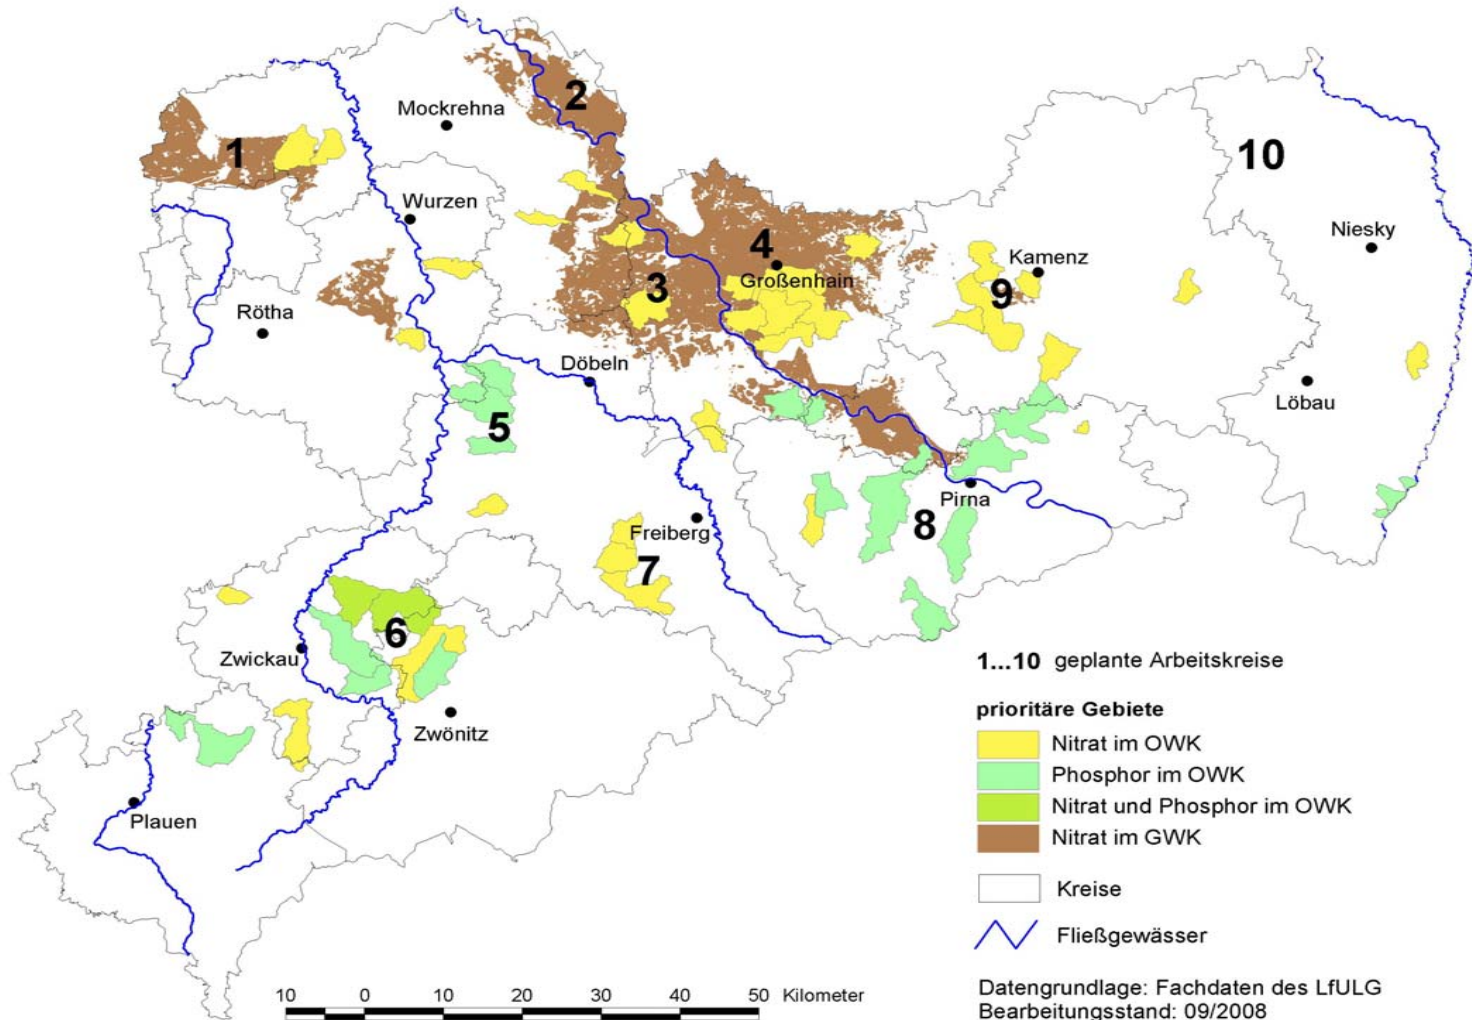 Mockrehna
2
1
10
Wurzen
Niesky
4
Kamenz
Großenhain
3
9
Rötha
Döbeln
Löbau
5
Pirna
8
Freiberg
7
6
Zwickau
Zwönitz
Plauen
1...10 geplante Arbeitskreise
prioritäre Gebiete
Nitrat im OWK
Phosphor im OWK
Nitrat und Phosphor im OWK
Nitrat im GWK
Kreise
Fließgewässer
Datengrundlage: Fachdaten des LfULG
Bearbeitungsstand: 09/2008
10 0 10 20 30 40 50 Kilometer